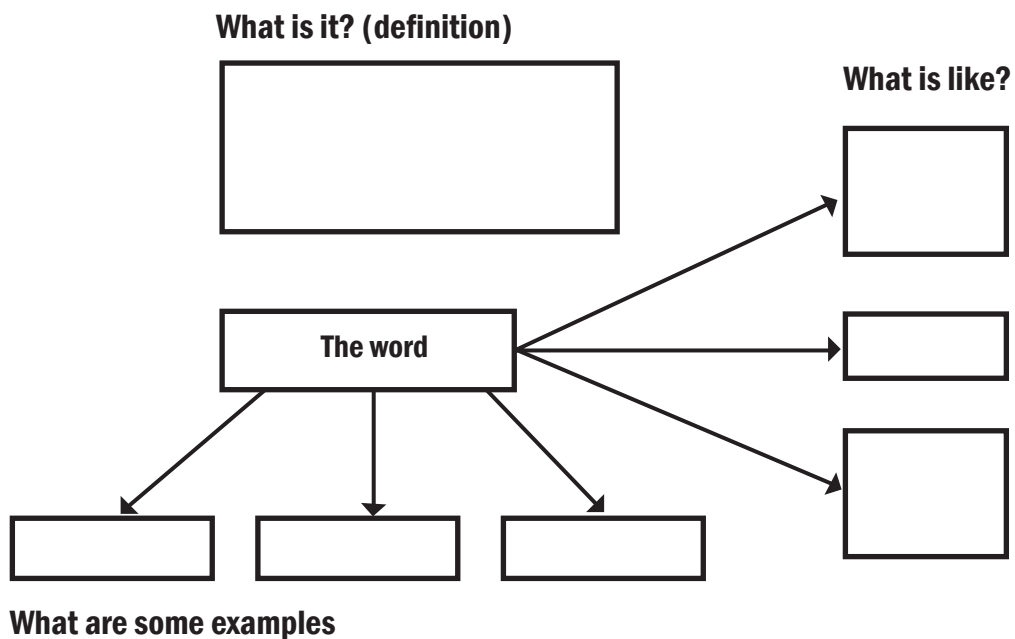 What is it? (definition)
What is like?
The word
What are some examples